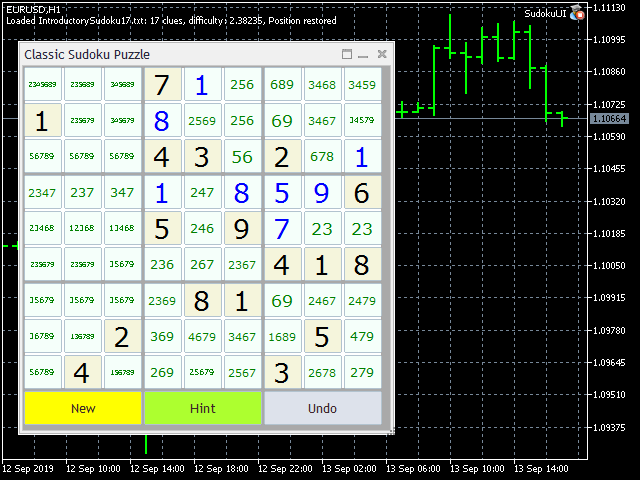 EURUSD,H1
Loaded IntroductorySudoku17.txt: 17 clues, difficulty: 2.38235, Position restored
SudokuUI
Classic Sudoku Puzzle
2345689 235689 345689 7 1 256 689 3468 3459
1 235679 345679 8 2569 256 69 3467 34579
56789 56789 56789 4 3 56 2 678 1
2347 237 347 1 247 8 5 9 6
23468 12368 13468 5 246 9 7 23 23
235679 235679 35679 236 267 2367 4 1 8
35679 35679 35679 2369 8 1 69 2467 2479
36789 136789 2 369 4679 3467 1689 5 479
56789 4 156789 269 25679 2567 3 2678 279
New Hint Undo
1.11130
1.10995
1.10860
1.10725
1.10664
1.10455
1.10320
1.10185
1.10050
1.09915
1.09780
1.09645
1.09510
1.09375
12 Sep 2019 12 Sep 10:00 12 Sep 14:00 12 Sep 18:00 12 Sep 22:00 13 Sep 02:00 13 Sep 06:00 13 Sep 10:00 13 Sep 14:00